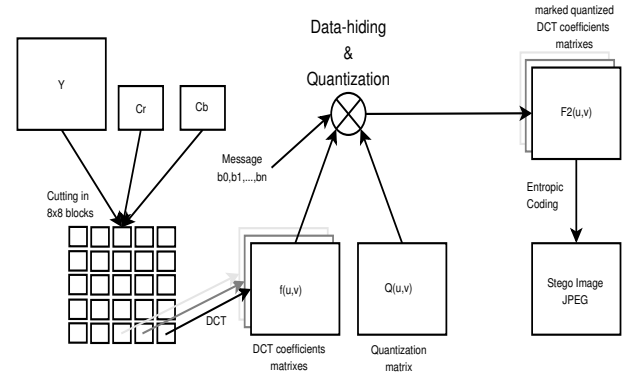 marked quantized
DCT coefficients
matrixes
Data-hiding
&
Quantization
Y
Cr
Cb
F2(u,v)
Message
b0,b1,...,bn
Cutting in
8x8 blocks
Entropic
Coding
f(u,v)
Q(u,v)
Stego Image
JPEG
DCT
DCT coefficients
matrixes
Quantization
matrix